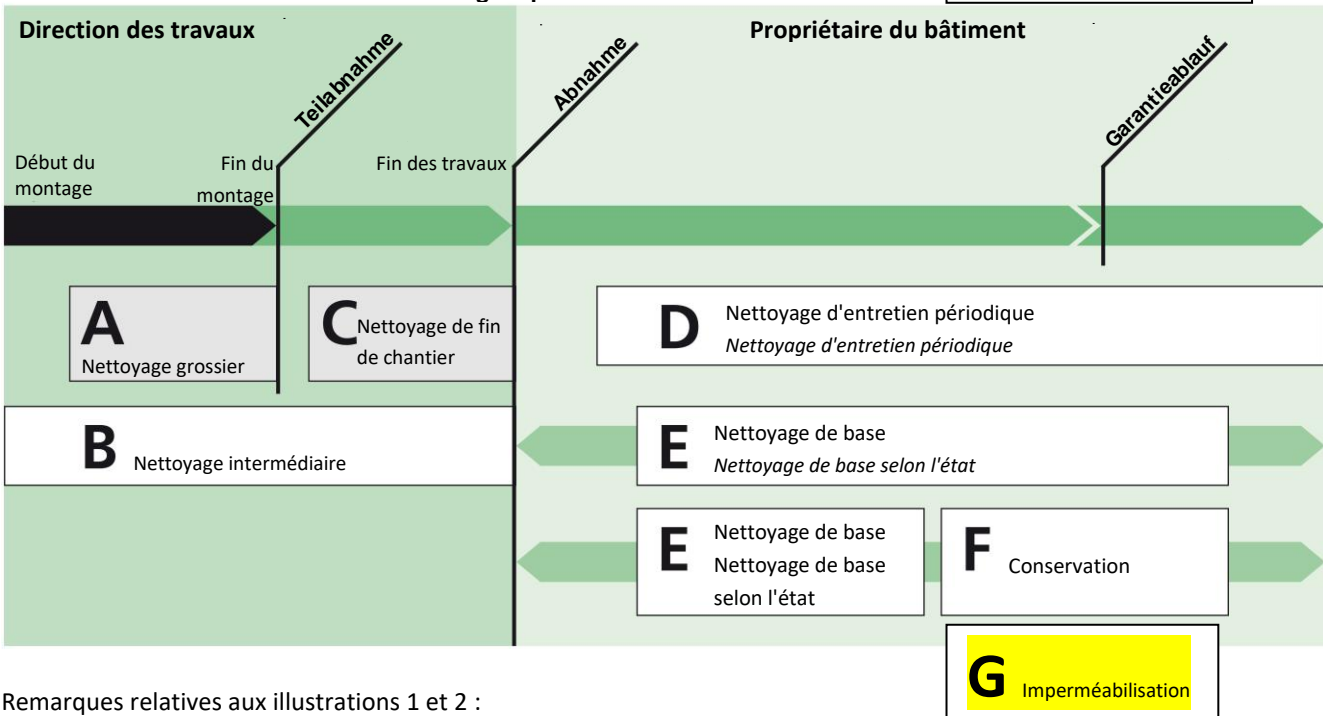 Direction des travaux
Propriétaire du bâtiment
Teilabnahme
Abnahme
Garantieablauf
Début du
montage
Fin du
montage
Fin des travaux
A
Nettoyage grossier
C Nettoyage de fin
de chantier
D
Nettoyage d'entretien périodique
Nettoyage d'entretien périodique
B Nettoyage intermédiaire
E
Nettoyage de base
Nettoyage de base selon l'état
E
Nettoyage de base
Nettoyage de base
selon l'état
F Conservation
G Imperméabilisation
Remarques relatives aux illustrations 1 et 2 :